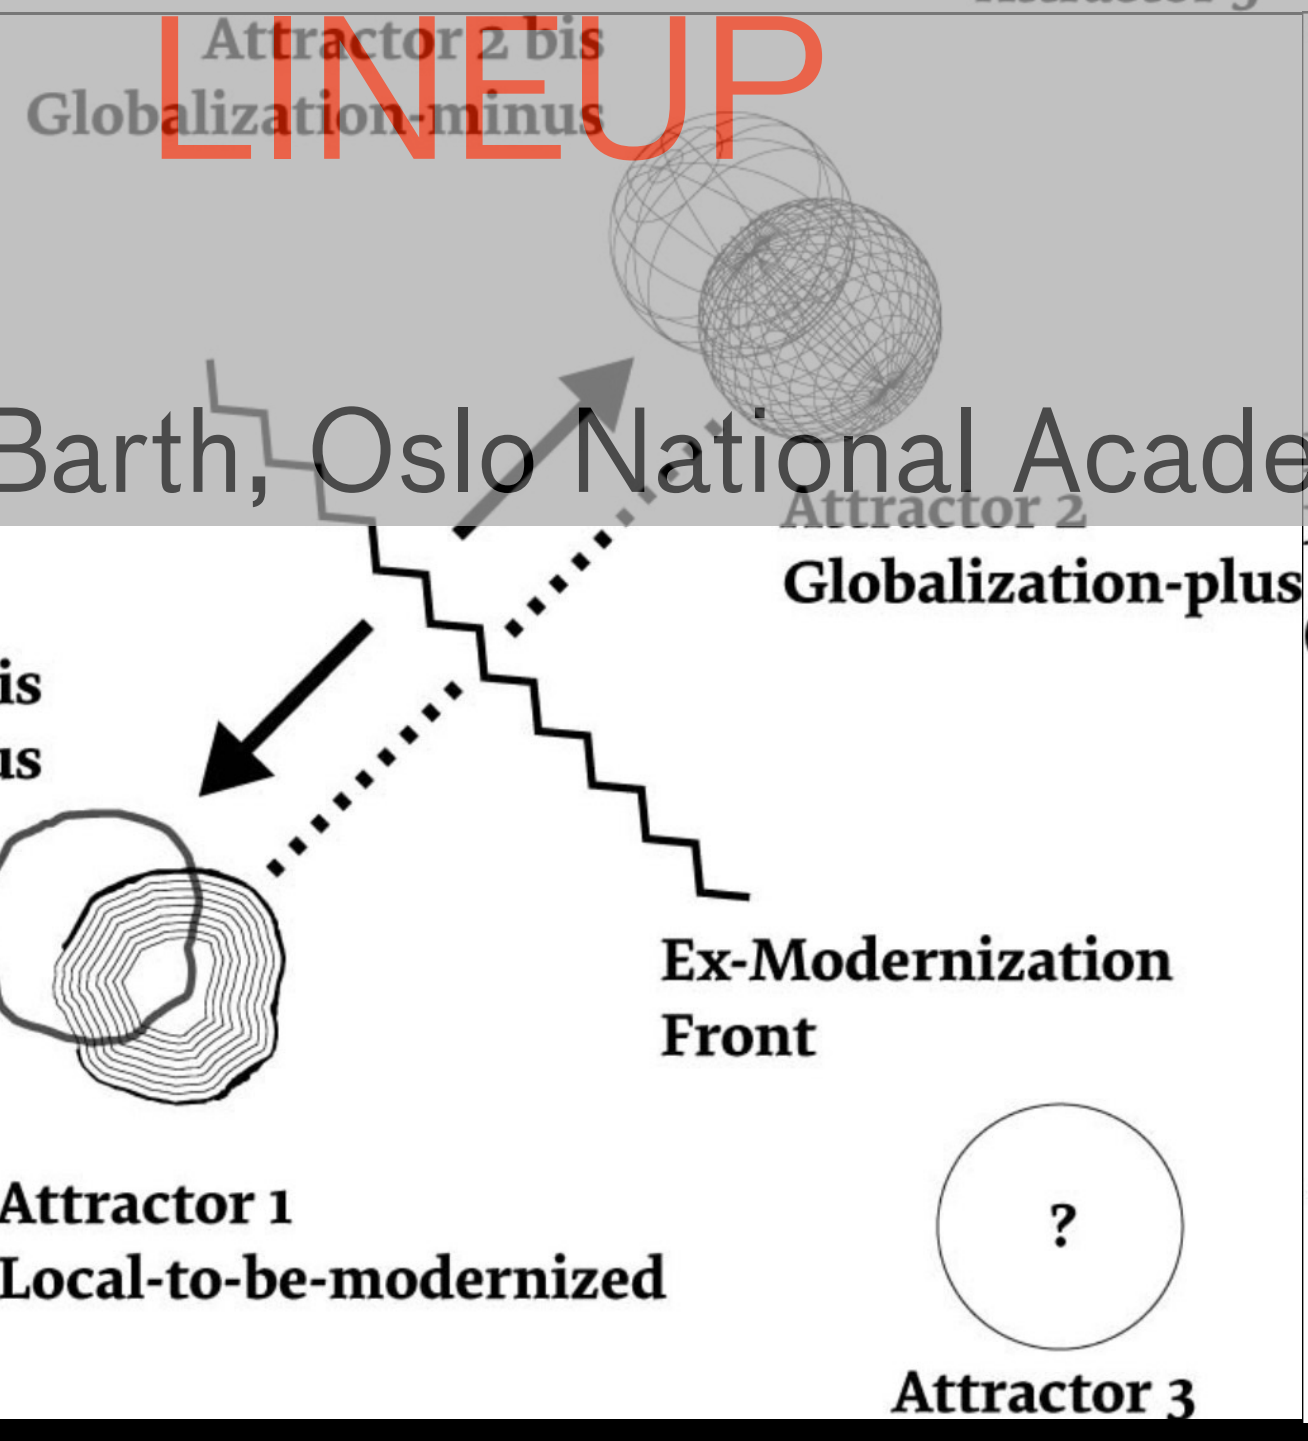 LINEUP
Attractor 2 bis
Globalization-minus
Barth, Oslo National Acade
Attractor 2
Globalization-plus
is
us
Ex-Modernization
Front
Attractor 1
Local-to-be-modernized
?
Attractor 3